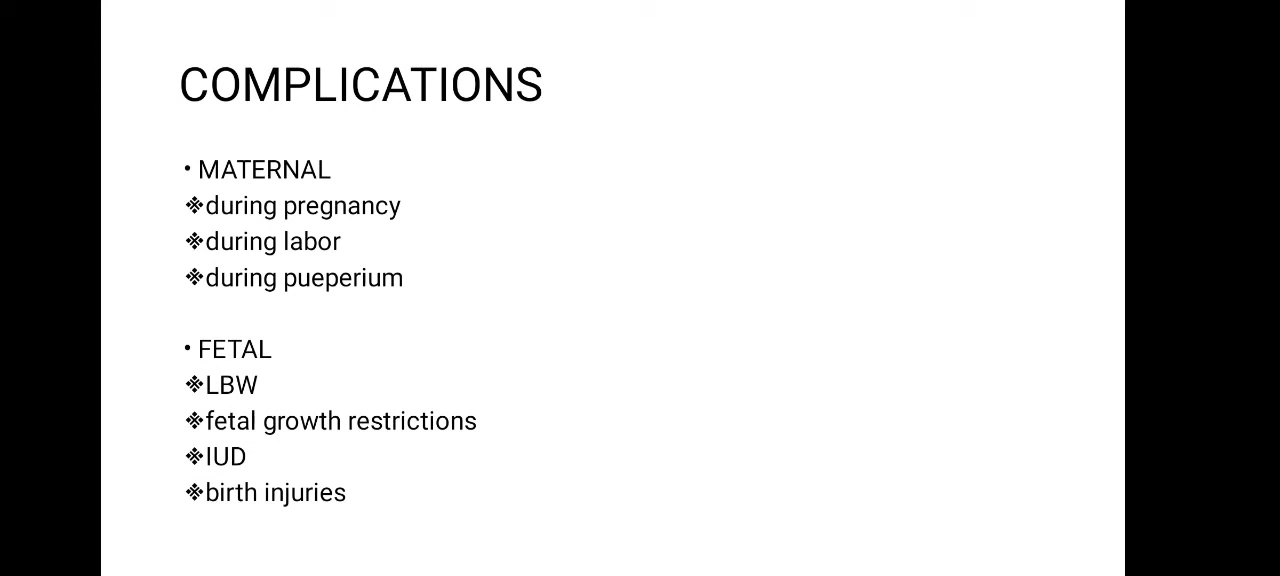 COMPLICATIONS
• MATERNAL
❖during pregnancy
❖during labor
❖during pueperium
• FETAL
❖LBW
❖fetal growth restrictions
❖IUD
❖birth injuries